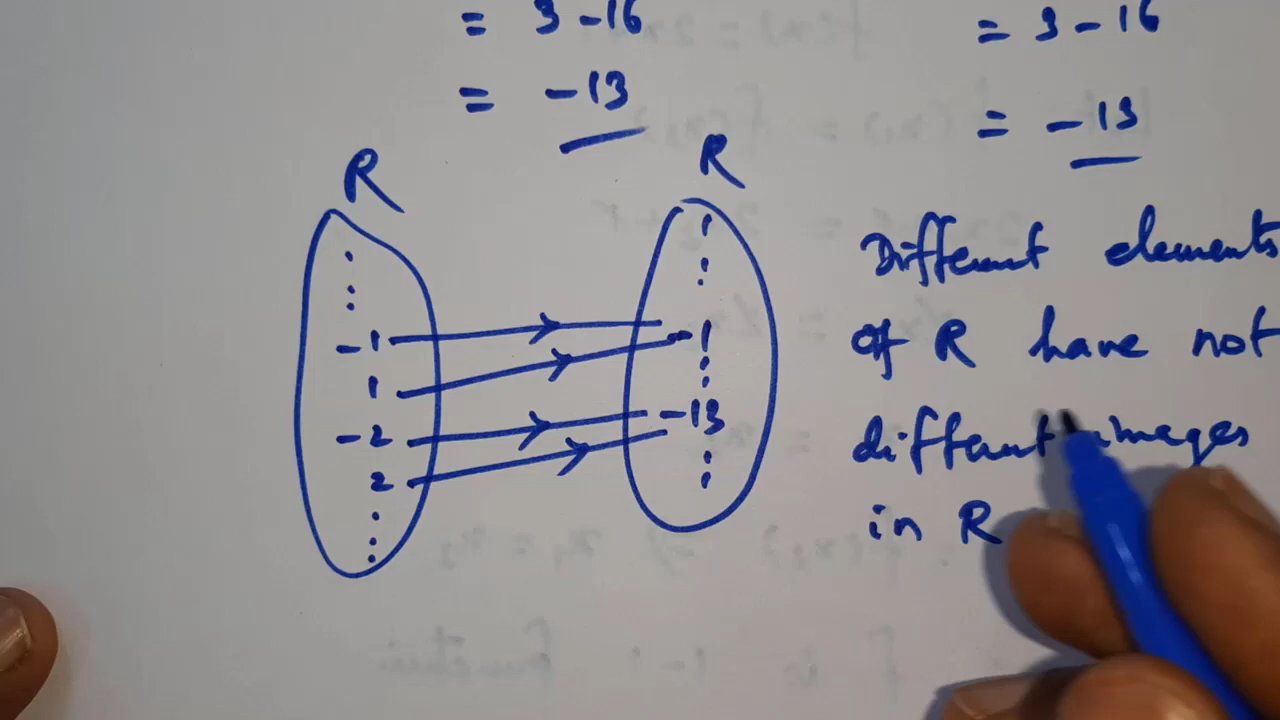 = 3 - 16
= 3 - 16
= -13
= -13
R
R
-1
1
-2
2
-1
-13
Different elements
of R have not
different images
in R